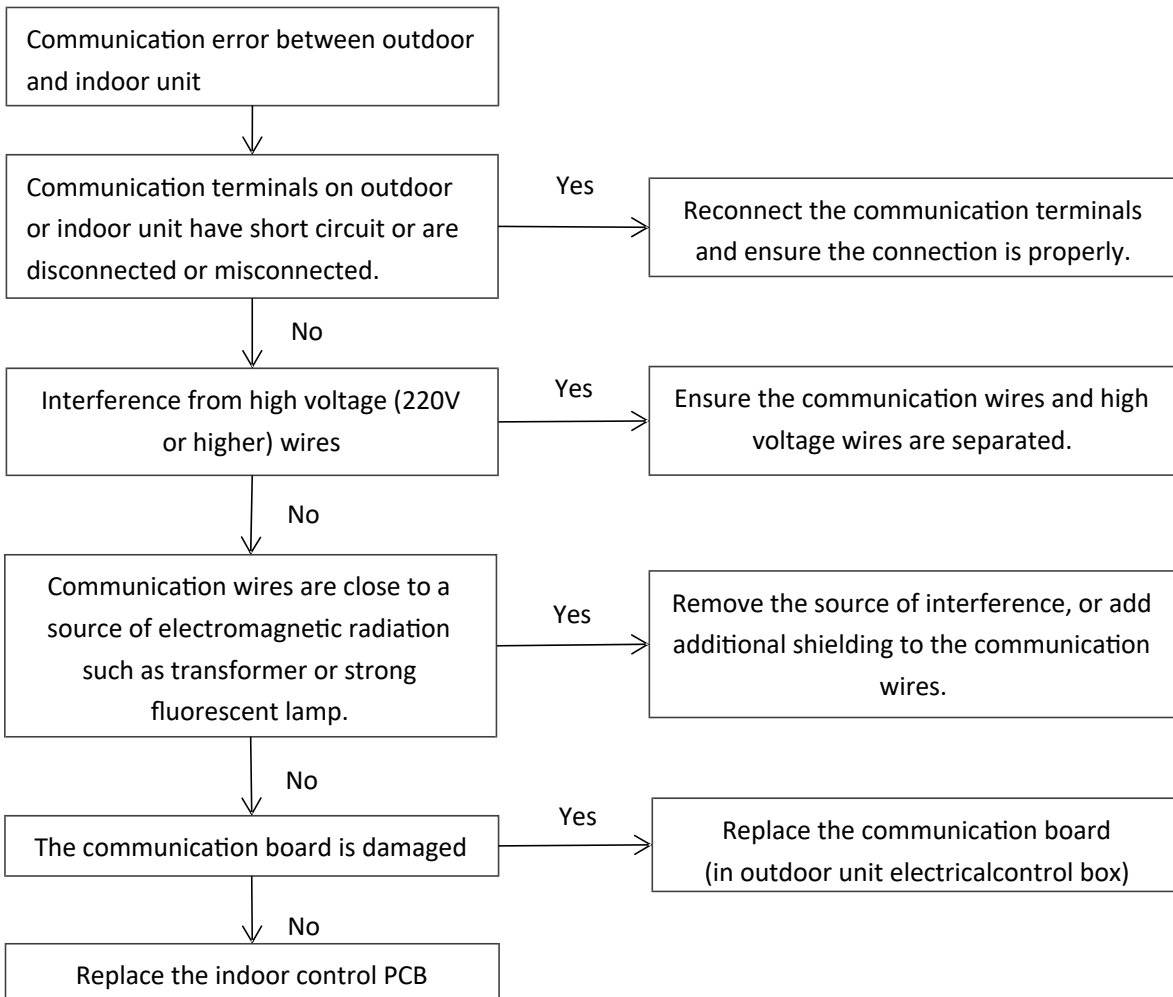 Communication error between outdoor
and indoor unit
Communication terminals on outdoor
or indoor unit have short circuit or are
disconnected or misconnected.
Yes
Reconnect the communication terminals
and ensure the connection is properly.
No
Interference from high voltage (220V
or higher) wires
Yes
Ensure the communication wires and high
voltage wires are separated.
No
Communication wires are close to a
source of electromagnetic radiation
such as transformer or strong
fluorescent lamp.
Yes
Remove the source of interference, or add
additional shielding to the communication
wires.
No
The communication board is damaged
Yes
Replace the communication board
(in outdoor unit electricalcontrol box)
No
Replace the indoor control PCB